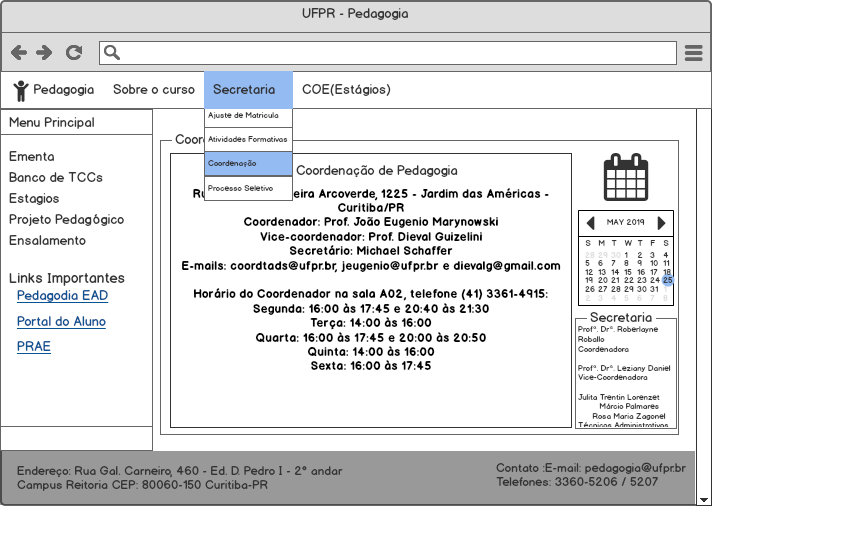 UFPR - Pedagogia
Pedagogia
Sobre o curso
Secretaria
COE(Estágios)
Ajuste de Matricula
Atividades Formativas
Coordenação
Processo Seletivo
Menu Principal
Ementa
Banco de TCCs
Estagios
Projeto Pedagógico
Ensalamento
Links Importantes
Pedagodia EAD
Portal do Aluno
PRAE
Coordenação de Pedagogia
Arcoverde, 1225 - Jardim das Américas -
Curitiba/PR
Coordenador: Prof. João Eugenio Marynowski
Vice-coordenador: Prof. Dieval Guizelini
Secretário: Michael Schaffer
E-mails: coordtads@ufpr.br, jeugenio@ufpr.br e dievalg@gmail.com
Horário do Coordenador na sala A02, telefone (41) 3361-4915:
Segunda: 16:00 às 17:45 e 20:40 às 21:30
Terça: 14:00 às 16:00
Quarta: 16:00 às 17:45 e 20:00 às 20:50
Quinta: 14:00 às 16:00
Sexta: 16:00 às 17:45
MAY 2019
S M T W T F S
28 29 30 1 2 3 4
5 6 7 8 9 10 11
12 13 14 15 16 17 18
19 20 21 22 23 24 25
26 27 28 29 30 31 1
2 3 4 5 6 7 8
Secretaria
Profª. Drª. Roberlayne
Roballo
Coordenadora
Profª. Drª. Leziany Daniel
Vice-Coordenadora
Julita Trentin Lorenzet
Márcio Palmares
Rosa Maria Zagonel
Técnicos Administrativos
Endereço: Rua Gal. Carneiro, 460 - Ed. D. Pedro I - 2° andar
Campus Reitoria CEP: 80060-150 Curitiba-PR
Contato :E-mail: pedagogia@ufpr.br
Telefones: 3360-5206 / 5207